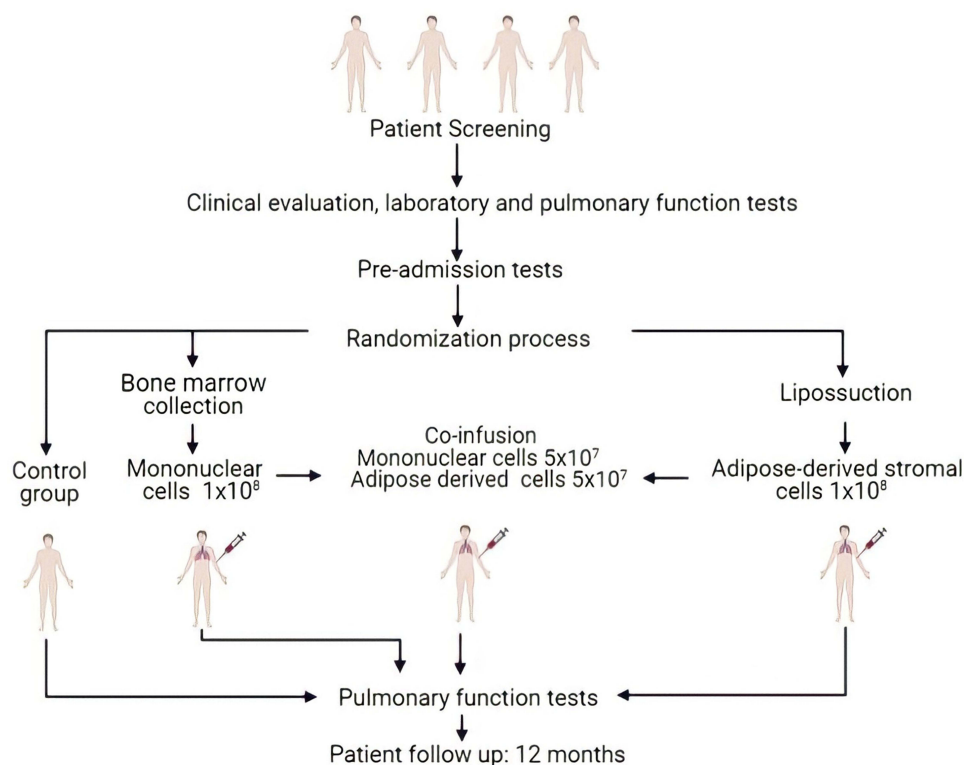 Patient Screening
Clinical evaluation, laboratory and pulmonary function tests
Pre-admission tests
Randomization process
Bone marrow
collection
Lipossuction
Control
group
Mononuclear
cells 1x10⁸
Co-infusion
Mononuclear cells 5x10⁷
Adipose derived cells 5x10⁷
Adipose-derived stromal
cells 1x10⁸
Pulmonary function tests
Patient follow up: 12 months